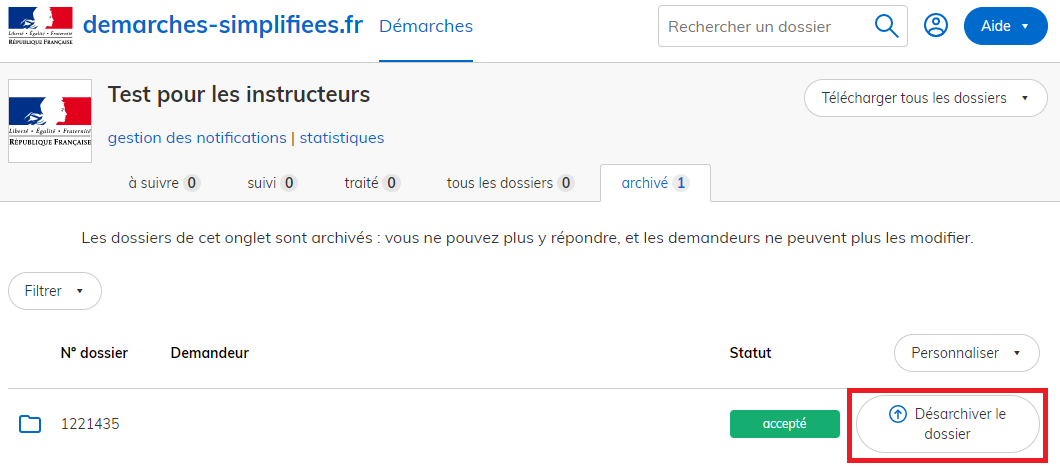 Liberté • Égalité • Fraternité
RÉPUBLIQUE FRANÇAISE
demarches-simplifiees.fr
Démarches
Rechercher un dossier
Aide
Liberté • Égalité • Fraternité
RÉPUBLIQUE FRANÇAISE
Test pour les instructeurs
Télécharger tous les dossiers
gestion des notifications | statistiques
à suivre 0
suivi 0
traité 0
tous les dossiers 0
archivé 1
Les dossiers de cet onglet sont archivés : vous ne pouvez plus y répondre, et les demandeurs ne peuvent plus les modifier.
Filtrer
Nº dossier
Demandeur
Statut
Personnaliser
1221435
accepté
Désarchiver le
dossier